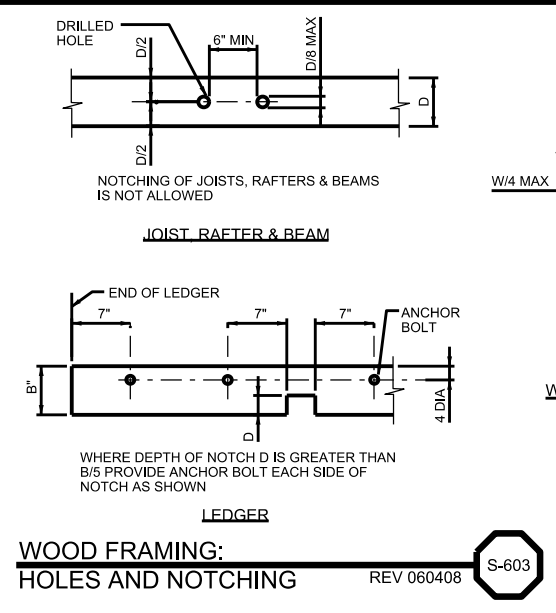 DRILLED
HOLE
D/2
6" MIN
D/8 MAX
D
D/2
NOTCHING OF JOISTS, RAFTERS & BEAMS
IS NOT ALLOWED
W/4 MAX
JOIST, RAFTER & BEAM
END OF LEDGER
7"
7"
7"
ANCHOR
BOLT
B"
D
4 DIA
W
WHERE DEPTH OF NOTCH D IS GREATER THAN
B/5 PROVIDE ANCHOR BOLT EACH SIDE OF
NOTCH AS SHOWN
LEDGER
WOOD FRAMING:
HOLES AND NOTCHING
REV 060408
S-603